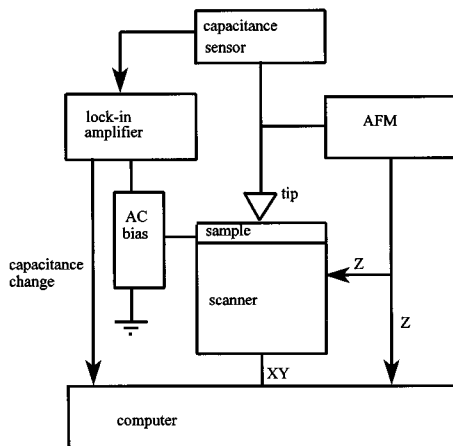 capacitance
sensor
lock-in
amplifier
AFM
tip
AC
bias
sample
capacitance
change
scanner
Z
Z
XY
computer